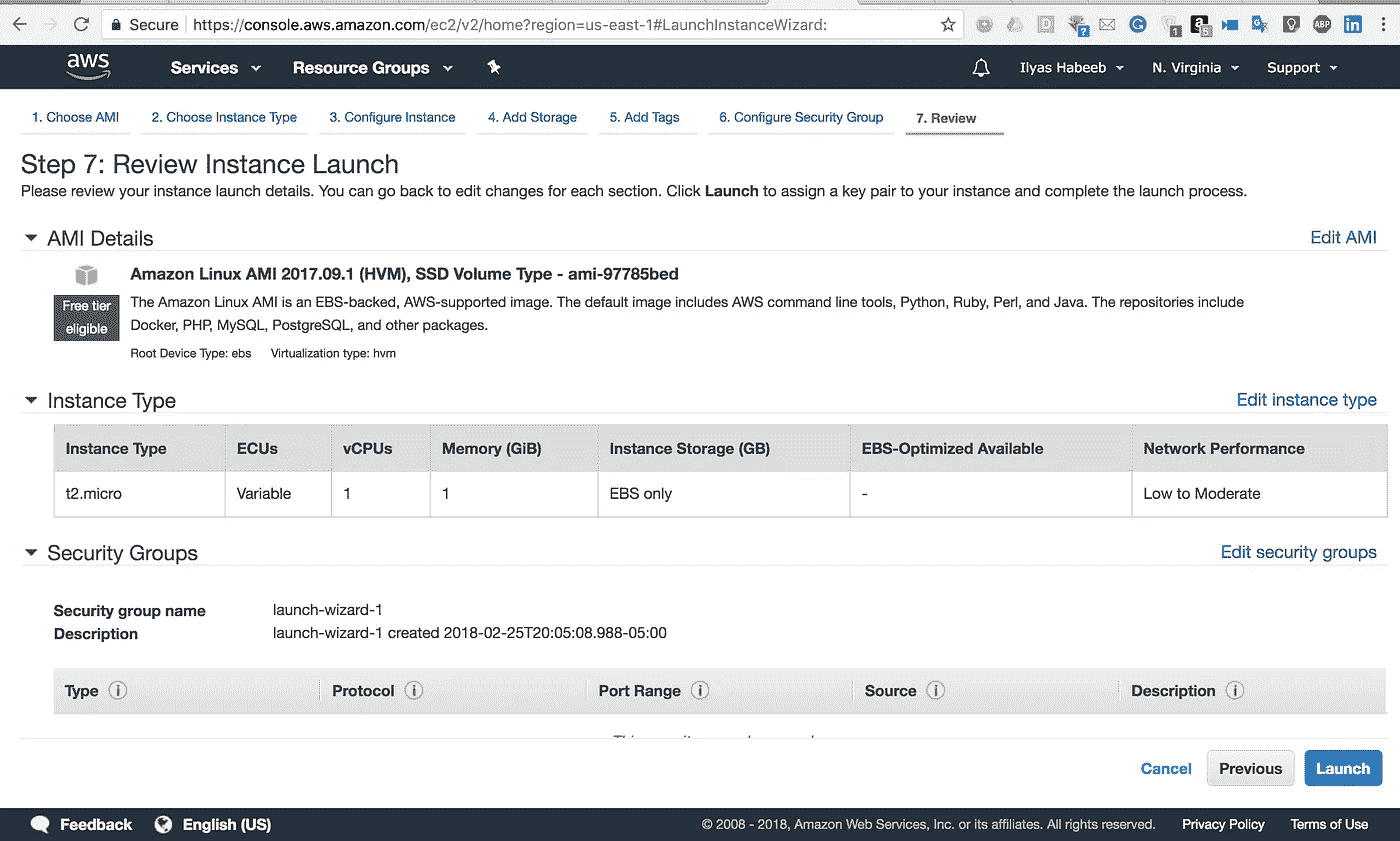 Secure https://console.aws.amazon.com/ec2/v2/home?region=us-east-1#LaunchInstanceWizard:
aws Services Resource Groups Ilyas Habeeb N. Virginia Support
1. Choose AMI 2. Choose Instance Type 3. Configure Instance 4. Add Storage 5. Add Tags 6. Configure Security Group 7. Review
Step 7: Review Instance Launch
Please review your instance launch details. You can go back to edit changes for each section. Click Launch to assign a key pair to your instance and complete the launch process.
AMI Details Edit AMI
Amazon Linux AMI 2017.09.1 (HVM), SSD Volume Type - ami-97785bed
Free tier eligible
The Amazon Linux AMI is an EBS-backed, AWS-supported image. The default image includes AWS command line tools, Python, Ruby, Perl, and Java. The repositories include
Docker, PHP, MySQL, PostgreSQL, and other packages.
Root Device Type: ebs Virtualization type: hvm
Instance Type Edit instance type
Instance Type ECUs vCPUs Memory (GiB) Instance Storage (GB) EBS-Optimized Available Network Performance
t2.micro Variable 1 1 EBS only - Low to Moderate
Security Groups Edit security groups
Security group name launch-wizard-1
Description launch-wizard-1 created 2018-02-25T20:05:08.988-05:00
Type Protocol Port Range Source Description
Cancel Previous Launch
Feedback English (US) © 2008 - 2018, Amazon Web Services, Inc. or its affiliates. All rights reserved. Privacy Policy Terms of Use